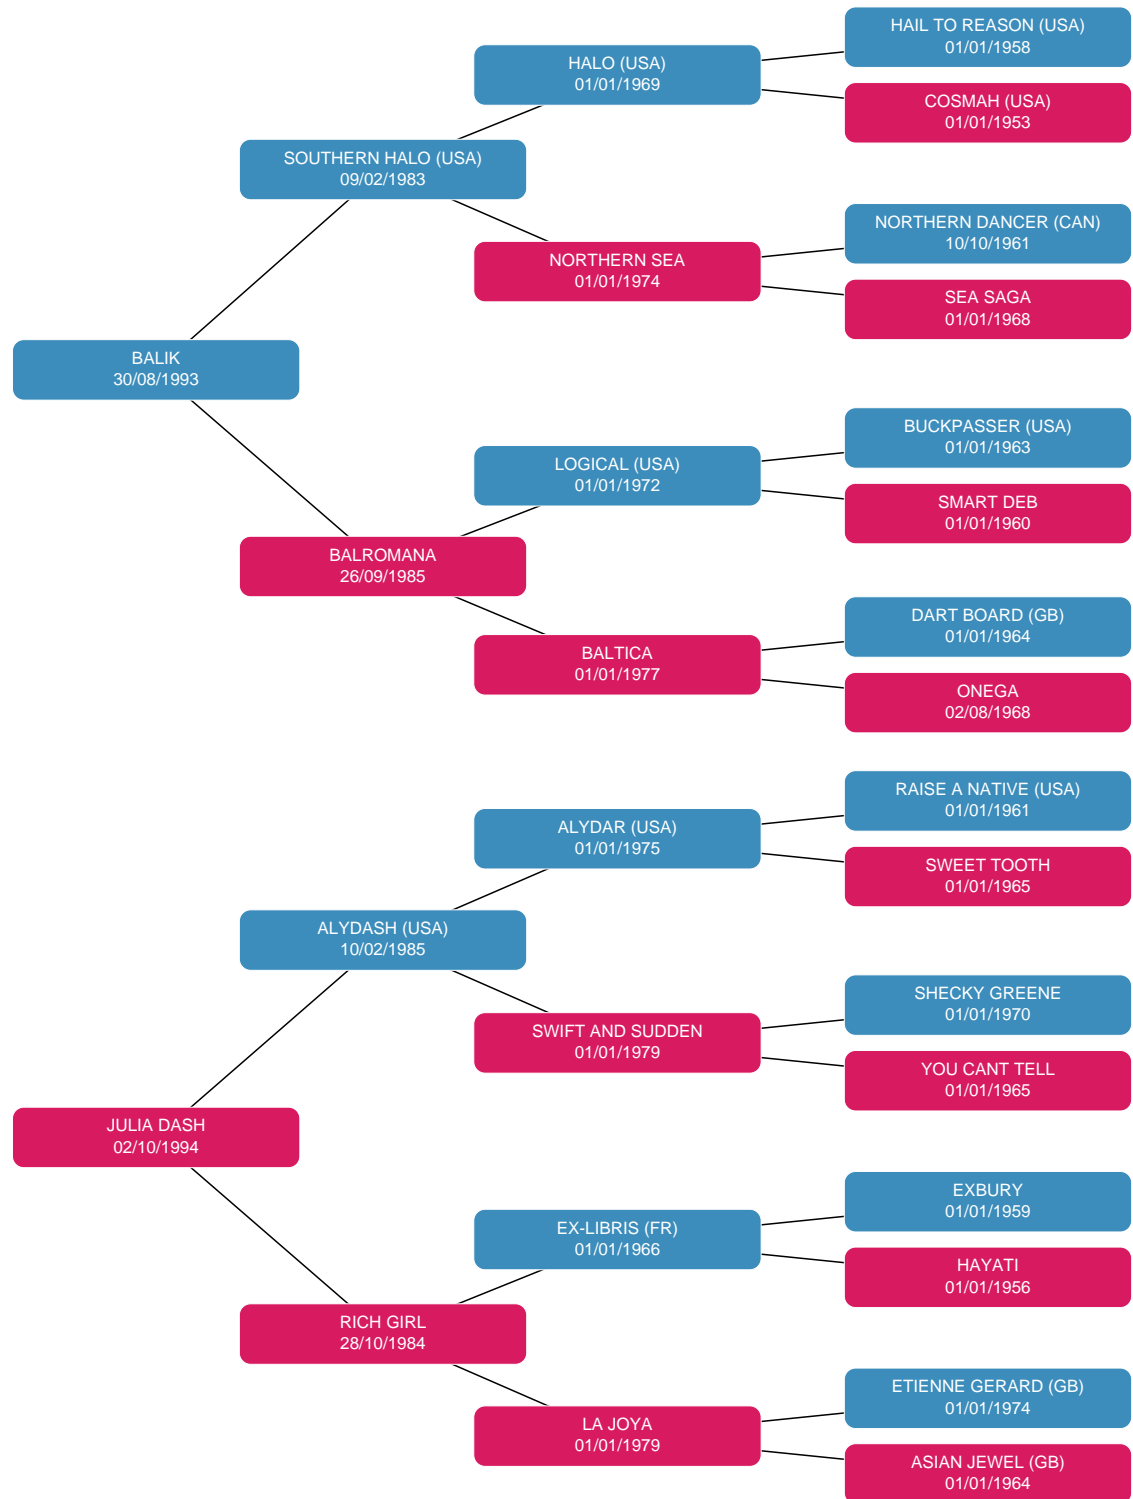 HAIL TO REASON (USA)
01/01/1958
HALO (USA)
01/01/1969
COSMAH (USA)
01/01/1953
SOUTHERN HALO (USA)
09/02/1983
NORTHERN DANCER (CAN)
10/10/1961
NORTHERN SEA
01/01/1974
SEA SAGA
01/01/1968
BALIK
30/08/1993
BUCKPASSER (USA)
01/01/1963
LOGICAL (USA)
01/01/1972
SMART DEB
01/01/1960
BALROMANA
26/09/1985
DART BOARD (GB)
01/01/1964
BALTICA
01/01/1977
ONEGA
02/08/1968
RAISE A NATIVE (USA)
01/01/1961
ALYDAR (USA)
01/01/1975
SWEET TOOTH
01/01/1965
ALYDASH (USA)
10/02/1985
SHECKY GREENE
01/01/1970
SWIFT AND SUDDEN
01/01/1979
YOU CANT TELL
01/01/1965
JULIA DASH
02/10/1994
EXBURY
01/01/1959
EX-LIBRIS (FR)
01/01/1966
HAYATI
01/01/1956
RICH GIRL
28/10/1984
ETIENNE GERARD (GB)
01/01/1974
LA JOYA
01/01/1979
ASIAN JEWEL (GB)
01/01/1964